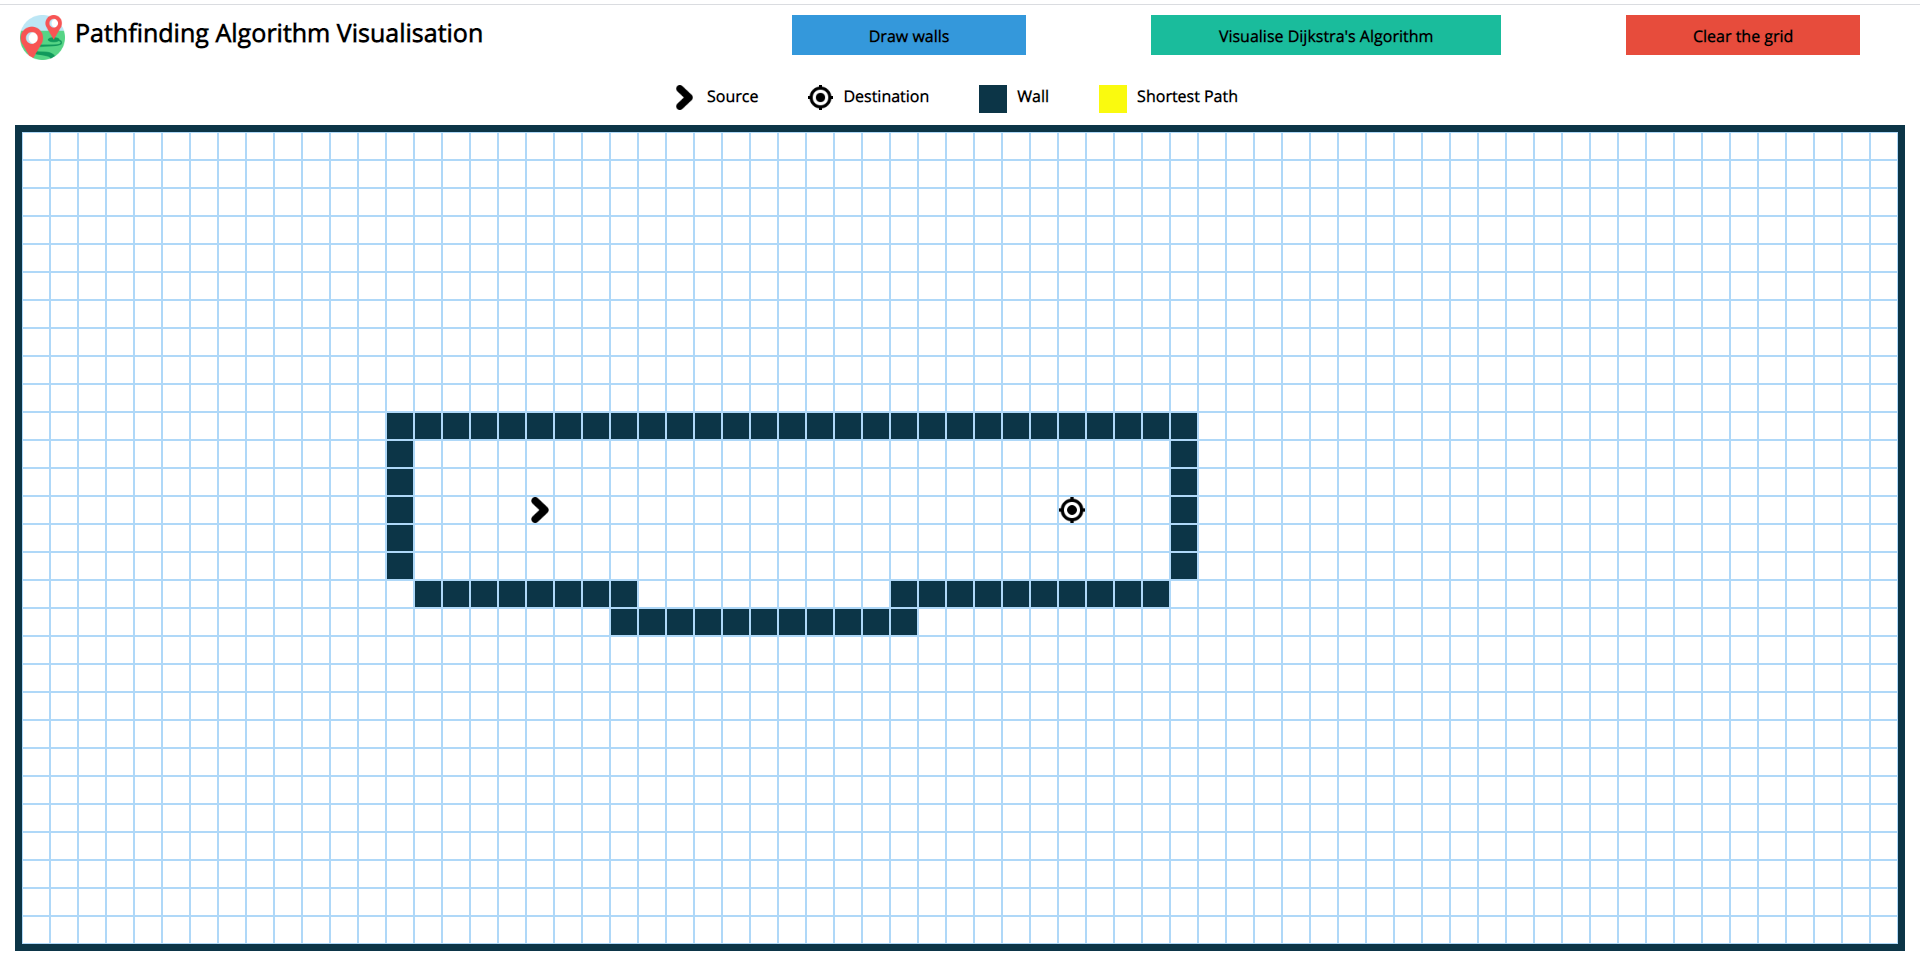 Pathfinding Algorithm Visualisation
Draw walls
Visualise Dijkstra's Algorithm
Clear the grid
Source
Destination
Wall
Shortest Path